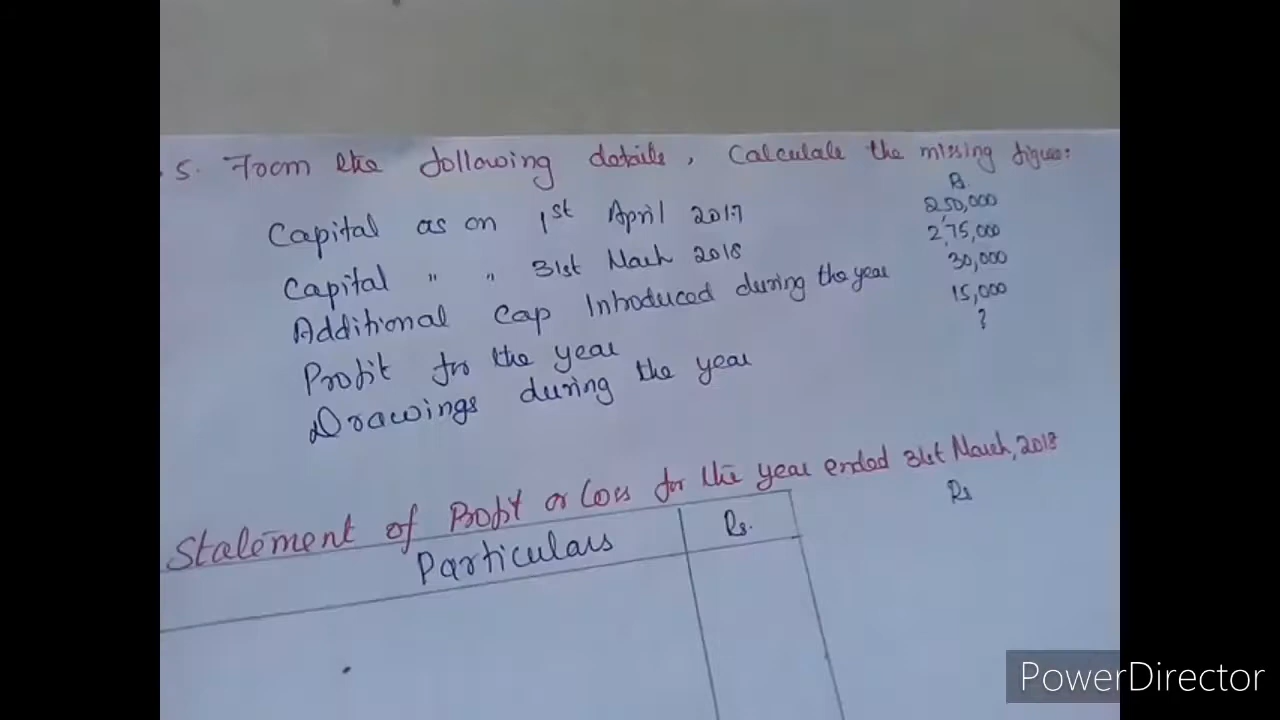 5. From the following details, Calculate the missing figure:
Rs.
Capital as on 1st April 2017 250,000
Capital " " 31st March 2018 2,75,000
Additional Cap Introduced during the year 30,000
Profit for the year 15,000
Drawings during the year ?
Statement of Profit or Loss for the year ended 31st March, 2018
Rs
Particulars Rs.
PowerDirector